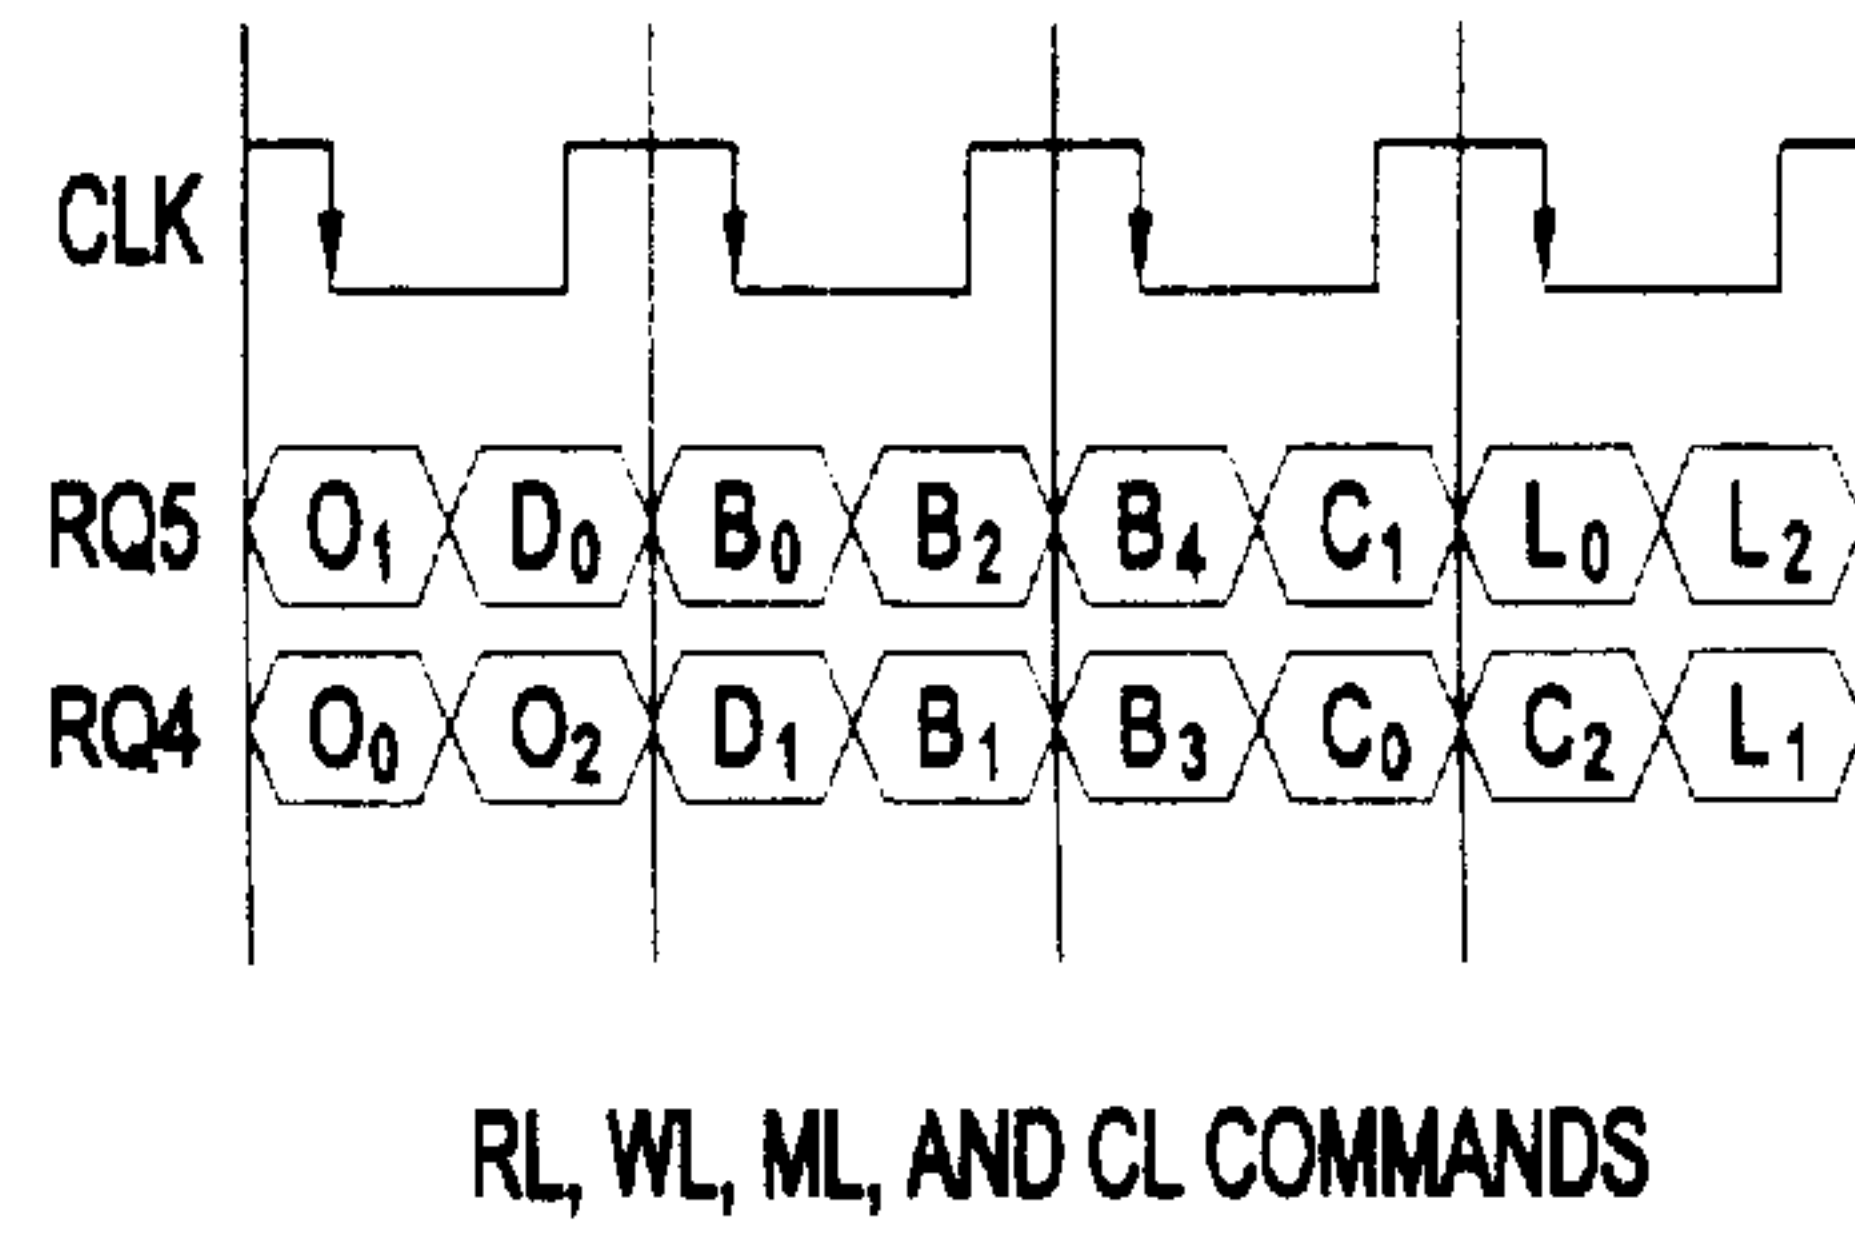 CLK
RQ5 O1 D0 B0 B2 B4 C1 L0 L2
RQ4 O0 O2 D1 B1 B3 C0 C2 L1
RL, WL, ML, AND CL COMMANDS